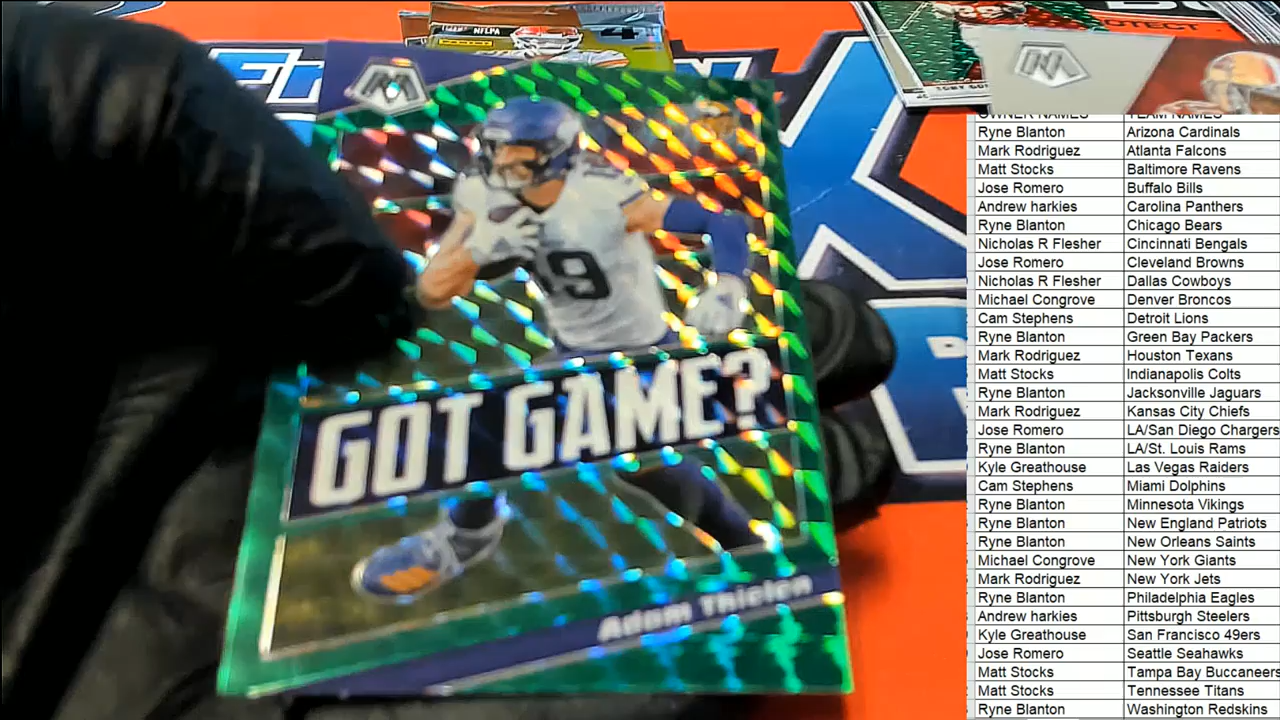 NFLPA
PANINI
4
OTECT
M
M
19
GOT GAME?
Adam Thielen
OWNER NAMES TEAM NAMES
Ryne Blanton Arizona Cardinals
Mark Rodriguez Atlanta Falcons
Matt Stocks Baltimore Ravens
Jose Romero Buffalo Bills
Andrew harkies Carolina Panthers
Ryne Blanton Chicago Bears
Nicholas R Flesher Cincinnati Bengals
Jose Romero Cleveland Browns
Nicholas R Flesher Dallas Cowboys
Michael Congrove Denver Broncos
Cam Stephens Detroit Lions
Ryne Blanton Green Bay Packers
Mark Rodriguez Houston Texans
Matt Stocks Indianapolis Colts
Ryne Blanton Jacksonville Jaguars
Mark Rodriguez Kansas City Chiefs
Jose Romero LA/San Diego Chargers
Ryne Blanton LA/St. Louis Rams
Kyle Greathouse Las Vegas Raiders
Cam Stephens Miami Dolphins
Ryne Blanton Minnesota Vikings
Ryne Blanton New England Patriots
Ryne Blanton New Orleans Saints
Michael Congrove New York Giants
Mark Rodriguez New York Jets
Ryne Blanton Philadelphia Eagles
Andrew harkies Pittsburgh Steelers
Kyle Greathouse San Francisco 49ers
Jose Romero Seattle Seahawks
Matt Stocks Tampa Bay Buccaneers
Matt Stocks Tennessee Titans
Ryne Blanton Washington Redskins